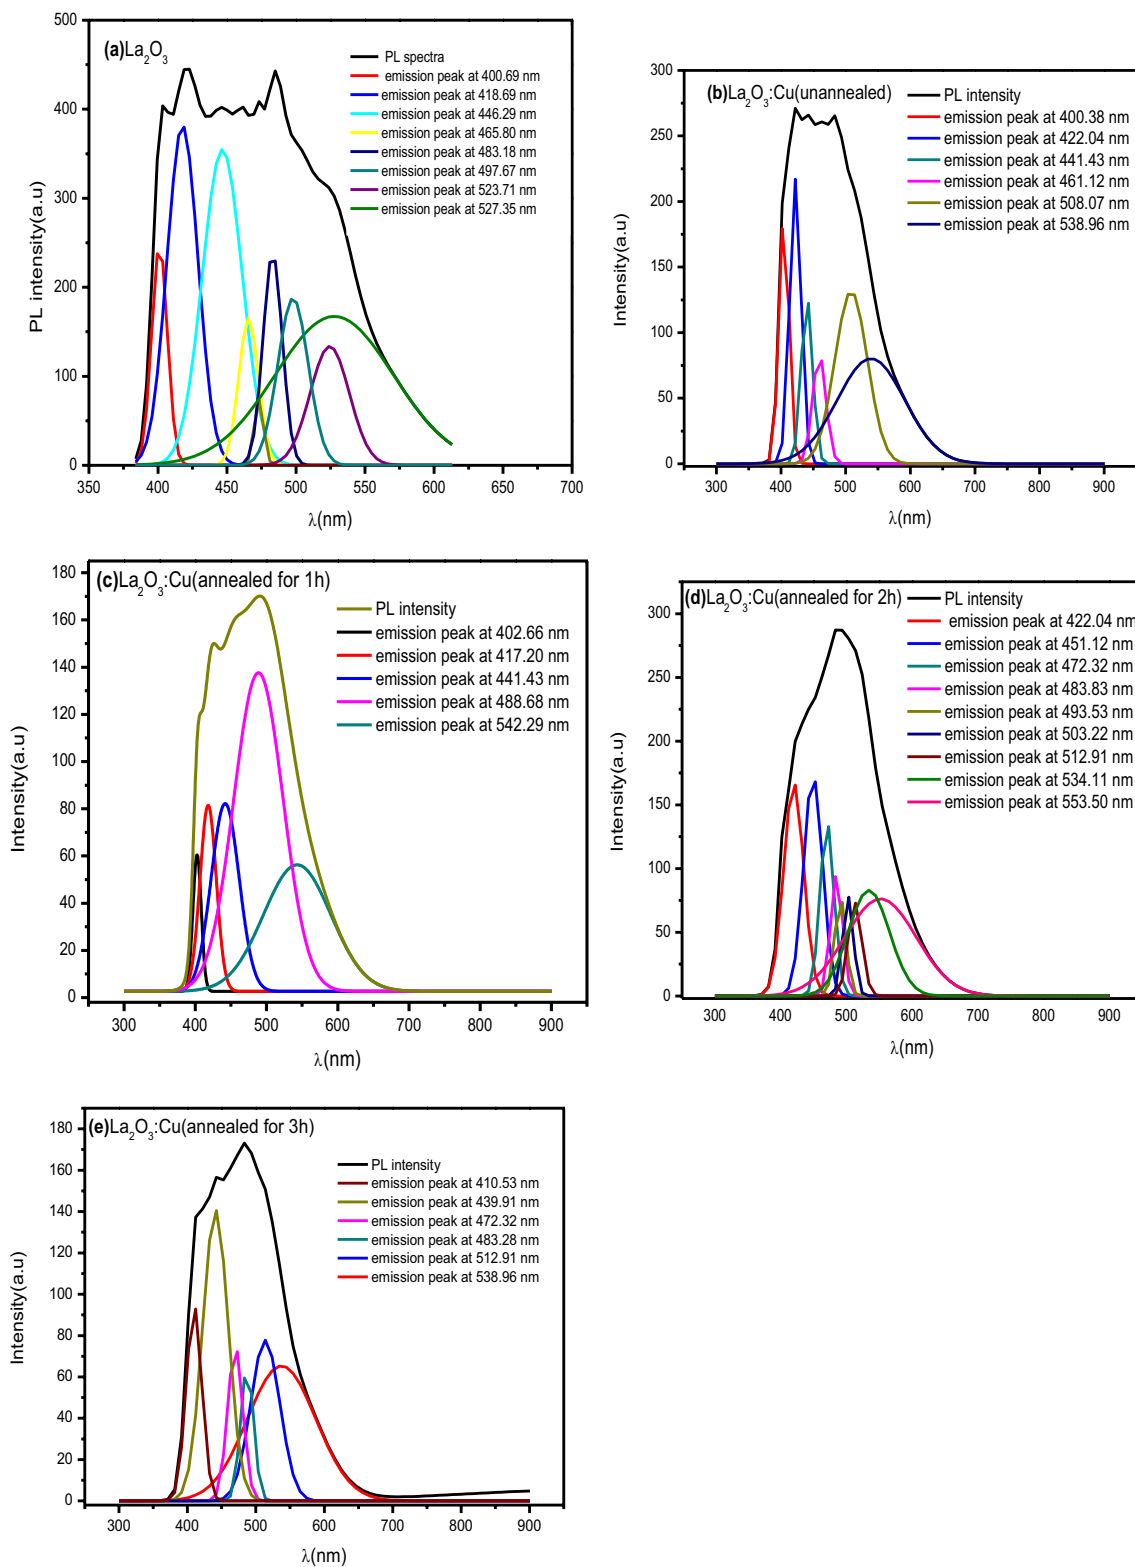 (a)La2O3
PL spectra
emission peak at 400.69 nm
emission peak at 418.69 nm
emission peak at 446.29 nm
emission peak at 465.80 nm
emission peak at 483.18 nm
emission peak at 497.67 nm
emission peak at 523.71 nm
emission peak at 527.35 nm
500
400
300
200
100
0
PL intensity(a.u)
350 400 450 500 550 600 650 700
λ(nm)
(b)La2O3:Cu(unannealed)
PL intensity
emission peak at 400.38 nm
emission peak at 422.04 nm
emission peak at 441.43 nm
emission peak at 461.12 nm
emission peak at 508.07 nm
emission peak at 538.96 nm
300
250
200
150
100
50
0
Intensity(a.u)
300 400 500 600 700 800 900
λ(nm)
(c)La2O3:Cu(annealed for 1h)
PL intensity
emission peak at 402.66 nm
emission peak at 417.20 nm
emission peak at 441.43 nm
emission peak at 488.68 nm
emission peak at 542.29 nm
180
160
140
120
100
80
60
40
20
0
Intensity(a.u)
300 400 500 600 700 800 900
λ(nm)
(d)La2O3:Cu(annealed for 2h)
PL intensity
emission peak at 422.04 nm
emission peak at 451.12 nm
emission peak at 472.32 nm
emission peak at 483.83 nm
emission peak at 493.53 nm
emission peak at 503.22 nm
emission peak at 512.91 nm
emission peak at 534.11 nm
emission peak at 553.50 nm
300
250
200
150
100
50
0
Intensity(a.u)
300 400 500 600 700 800 900
λ(nm)
(e)La2O3:Cu(annealed for 3h)
PL intensity
emission peak at 410.53 nm
emission peak at 439.91 nm
emission peak at 472.32 nm
emission peak at 483.28 nm
emission peak at 512.91 nm
emission peak at 538.96 nm
180
160
140
120
100
80
60
40
20
0
Intensity(a.u)
300 400 500 600 700 800 900
λ(nm)